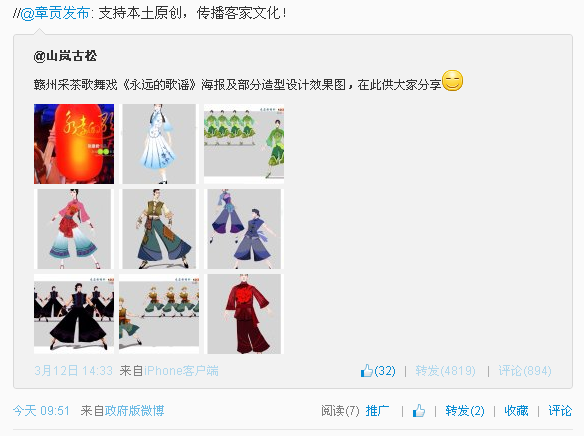 //@章贡发布: 支持本土原创，传播客家文化！
@山岚古松
赣州采茶歌舞戏《永远的歌谣》海报及部分造型设计效果图，在此供大家分享
3月12日 14:33 来自iPhone客户端 (32) | 转发(4819) | 评论(894)
今天 09:51 来自政府版微博 阅读(7) 推广 | | 转发(2) | 收藏 | 评论